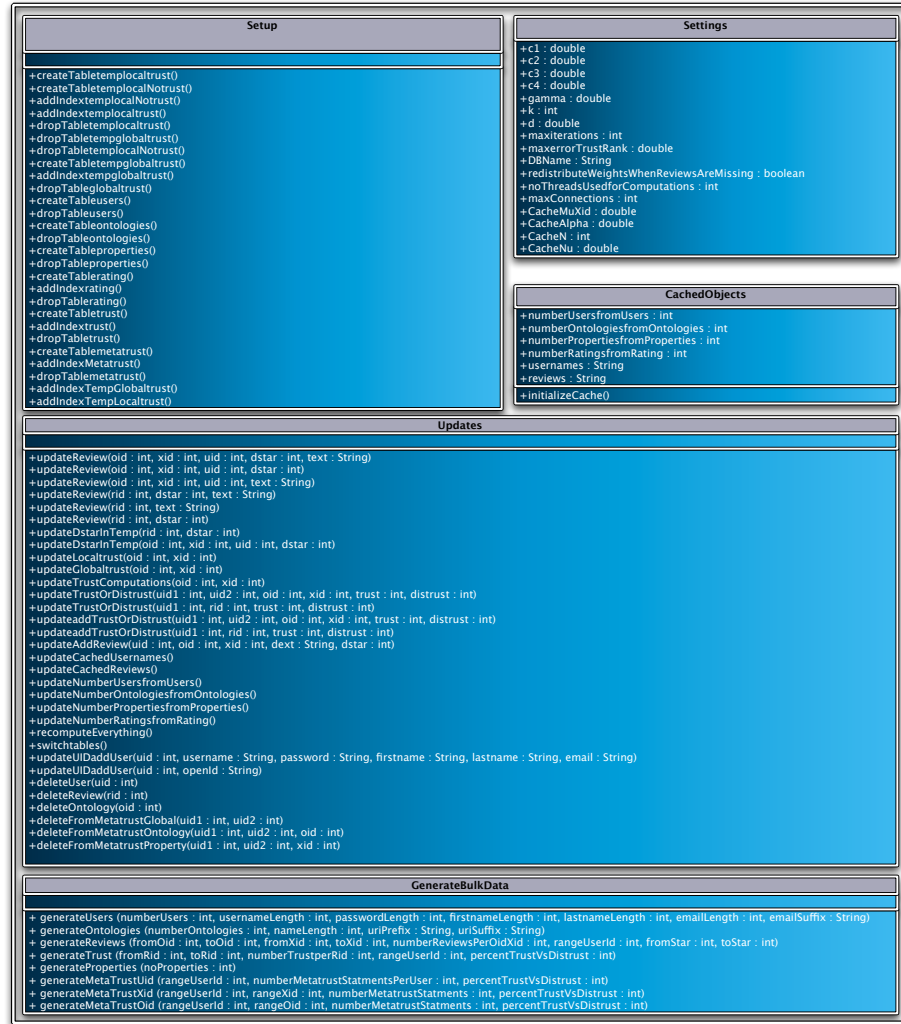 Setup
+createTabletemplocaltrust()
+createTabletemplocalNotrust()
+addIndextemplocalNotrust()
+addIndextemplocaltrust()
+dropTabletemplocaltrust()
+dropTabletempglobaltrust()
+dropTabletemplocalNotrust()
+createTabletempglobaltrust()
+addIndextempglobaltrust()
+dropTableglobaltrust()
+createTableusers()
+dropTableusers()
+createTableontologies()
+dropTableontologies()
+createTableproperties()
+dropTableproperties()
+createTablerating()
+addIndexrating()
+dropTablerating()
+createTabletrust()
+addIndextrust()
+dropTabletrust()
+createTablemetatrust()
+addIndexMetatrust()
+dropTablemetatrust()
+addIndexTempGlobaltrust()
+addIndexTempLocaltrust()
Settings
+c1 : double
+c2 : double
+c3 : double
+c4 : double
+gamma : double
+k : int
+d : double
+maxiterations : int
+maxerrorTrustRank : double
+DBName : String
+redistributeWeightsWhenReviewsAreMissing : boolean
+noThreadsUsedforComputations : int
+maxConnections : int
+CacheMuXid : double
+CacheAlpha : double
+CacheN : int
+CacheNu : double
CachedObjects
+numberUsersfromUsers : int
+numberOntologiesfromOntologies : int
+numberPropertiesfromProperties : int
+numberRatingsfromRating : int
+usernames : String
+reviews : String
+initializeCache()
Updates
+updateReview(oid : int, xid : int, uid : int, dstar : int, text : String)
+updateReview(oid : int, xid : int, uid : int, dstar : int)
+updateReview(oid : int, xid : int, uid : int, text : String)
+updateReview(rid : int, dstar : int, text : String)
+updateReview(rid : int, text : String)
+updateReview(rid : int, dstar : int)
+updateDstarInTemp(rid : int, dstar : int)
+updateDstarInTemp(oid : int, xid : int, uid : int, dstar : int)
+updateLocaltrust(oid : int, xid : int)
+updateGlobaltrust(oid : int, xid : int)
+updateTrustComputations(oid : int, xid : int)
+updateTrustOrDistrust(uid1 : int, uid2 : int, oid : int, xid : int, trust : int, distrust : int)
+updateTrustOrDistrust(uid1 : int, rid : int, trust : int, distrust : int)
+updateaddTrustOrDistrust(uid1 : int, uid2 : int, oid : int, xid : int, trust : int, distrust : int)
+updateaddTrustOrDistrust(uid1 : int, rid : int, trust : int, distrust : int)
+updateAddReview(uid : int, oid : int, xid : int, dext : String, dstar : int)
+updateCachedUsernames()
+updateCachedReviews()
+updateNumberUsersfromUsers()
+updateNumberOntologiesfromOntologies()
+updateNumberPropertiesfromProperties()
+updateNumberRatingsfromRating()
+recomputeEverything()
+switchtables()
+updateUIDaddUser(uid : int, username : String, password : String, firstname : String, lastname : String, email : String)
+updateUIDaddUser(uid : int, openId : String)
+deleteUser(uid : int)
+deleteReview(rid : int)
+deleteOntology(oid : int)
+deleteFromMetatrustGlobal(uid1 : int, uid2 : int)
+deleteFromMetatrustOntology(uid1 : int, uid2 : int, oid : int)
+deleteFromMetatrustProperty(uid1 : int, uid2 : int, xid : int)
GenerateBulkData
+ generateUsers (numberUsers : int, usernameLength : int, passwordLength : int, firstnameLength : int, lastnameLength : int, emailLength : int, emailSuffix : String)
+ generateOntologies (numberOntologies : int, nameLength : int, uriPrefix : String, uriSuffix : String)
+ generateReviews (fromOid : int, toOid : int, fromXid : int, toXid : int, numberReviewsPerOidXid : int, rangeUserId : int, fromStar : int, toStar : int)
+ generateTrust (fromRid : int, toRid : int, numberTrustperRid : int, rangeUserId : int, percentTrustVsDistrust : int)
+ generateProperties (noProperties : int)
+ generateMetaTrustUid (rangeUserId : int, numberMetatrustStatmentsPerUser : int, percentTrustVsDistrust : int)
+ generateMetaTrustXid (rangeUserId : int, rangeXid : int, numberMetatrustStatments : int, percentTrustVsDistrust : int)
+ generateMetaTrustOid (rangeUserId : int, rangeOid : int, numberMetatrustStatments : int, percentTrustVsDistrust : int)